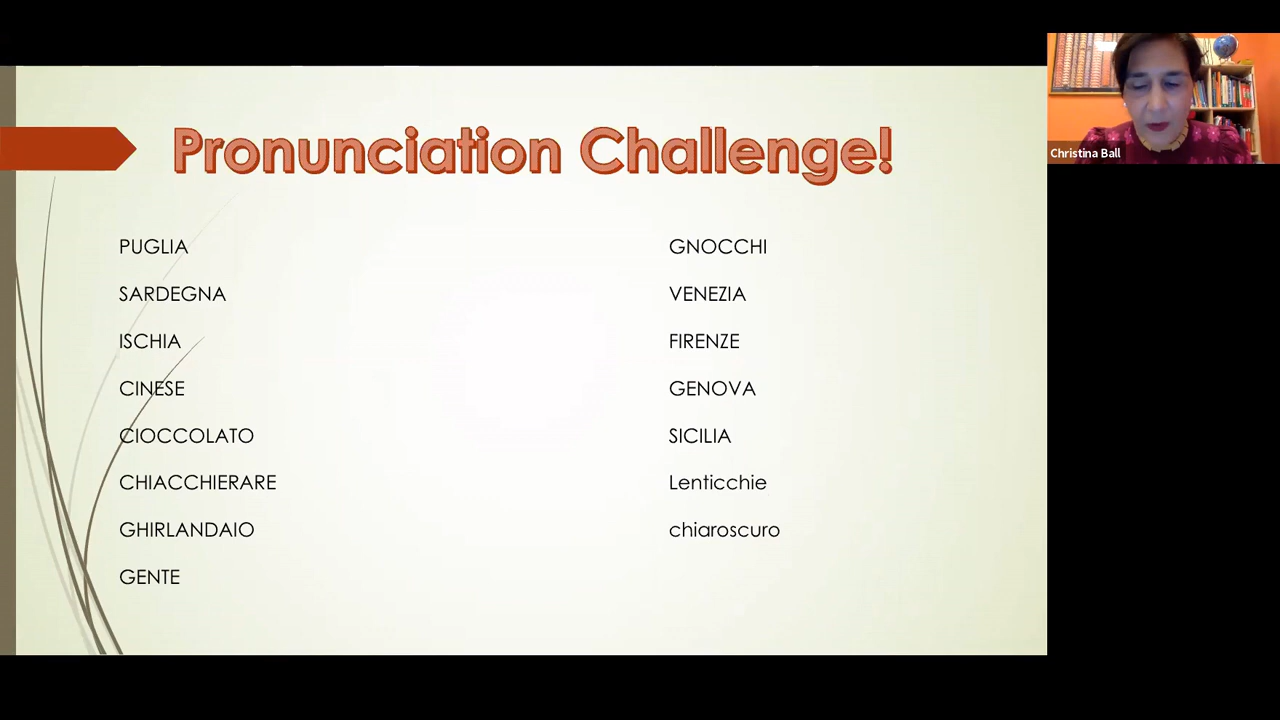 Pronunciation Challenge!
PUGLIA
SARDEGNA
ISCHIA
CINESE
CIOCCOLATO
CHIACCHIERARE
GHIRLANDAIO
GENTE
GNOCCHI
VENEZIA
FIRENZE
GENOVA
SICILIA
Lenticchie
chiaroscuro
Christina Ball